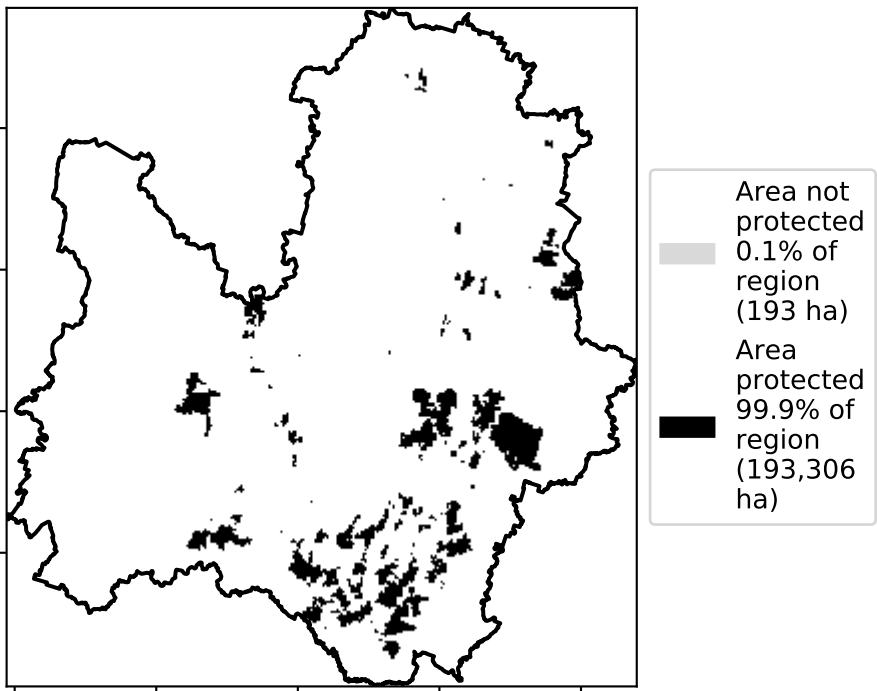 Area not
protected
0.1% of
region
(193 ha)
Area
protected
99.9% of
region
(193,306
ha)